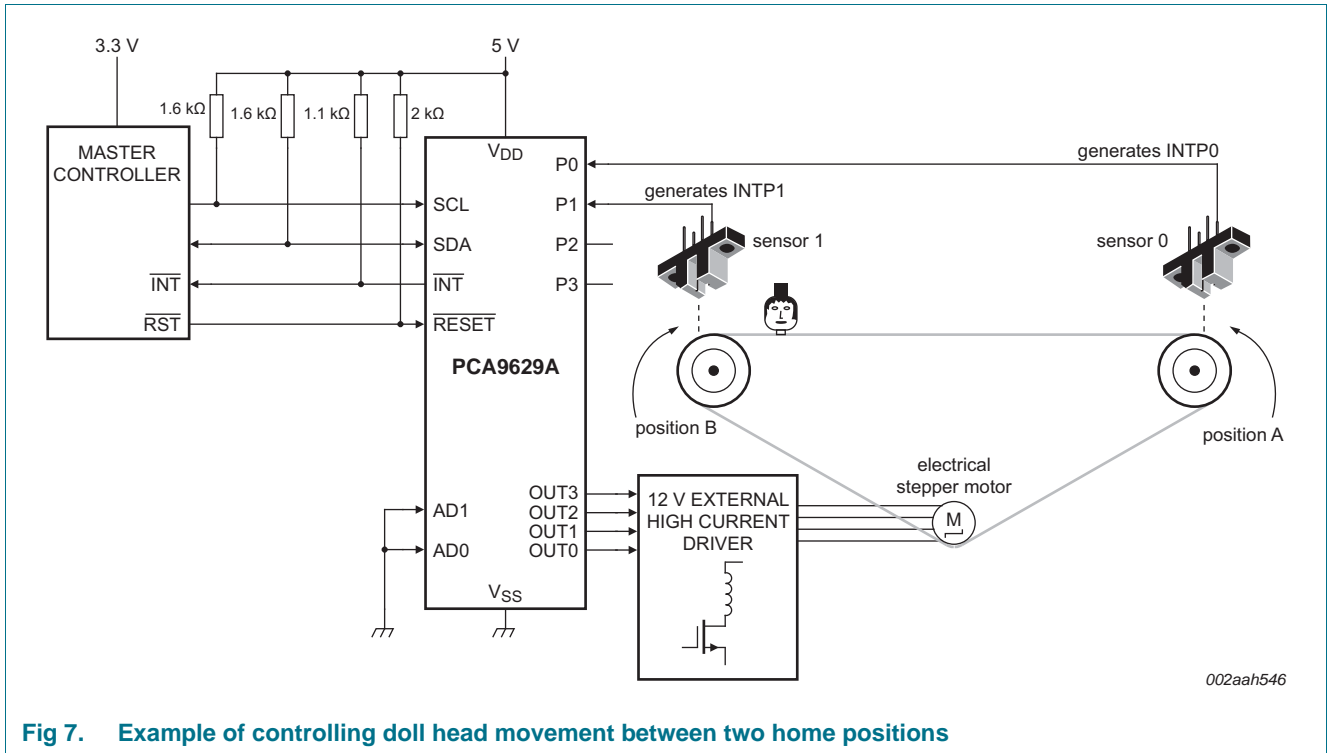 3.3 V
5 V
1.6 kΩ
1.6 kΩ
1.1 kΩ
2 kΩ
MASTER
CONTROLLER
INT
RST
VDD
SCL
SDA
INT
RESET
PCA9629A
P0
P1
P2
P3
AD1
AD0
OUT3
OUT2
OUT1
OUT0
VSS
generates INTP0
generates INTP1
sensor 1
sensor 0
position B
position A
electrical
stepper motor
M
12 V EXTERNAL
HIGH CURRENT
DRIVER
002aah546
Fig 7. Example of controlling doll head movement between two home positions